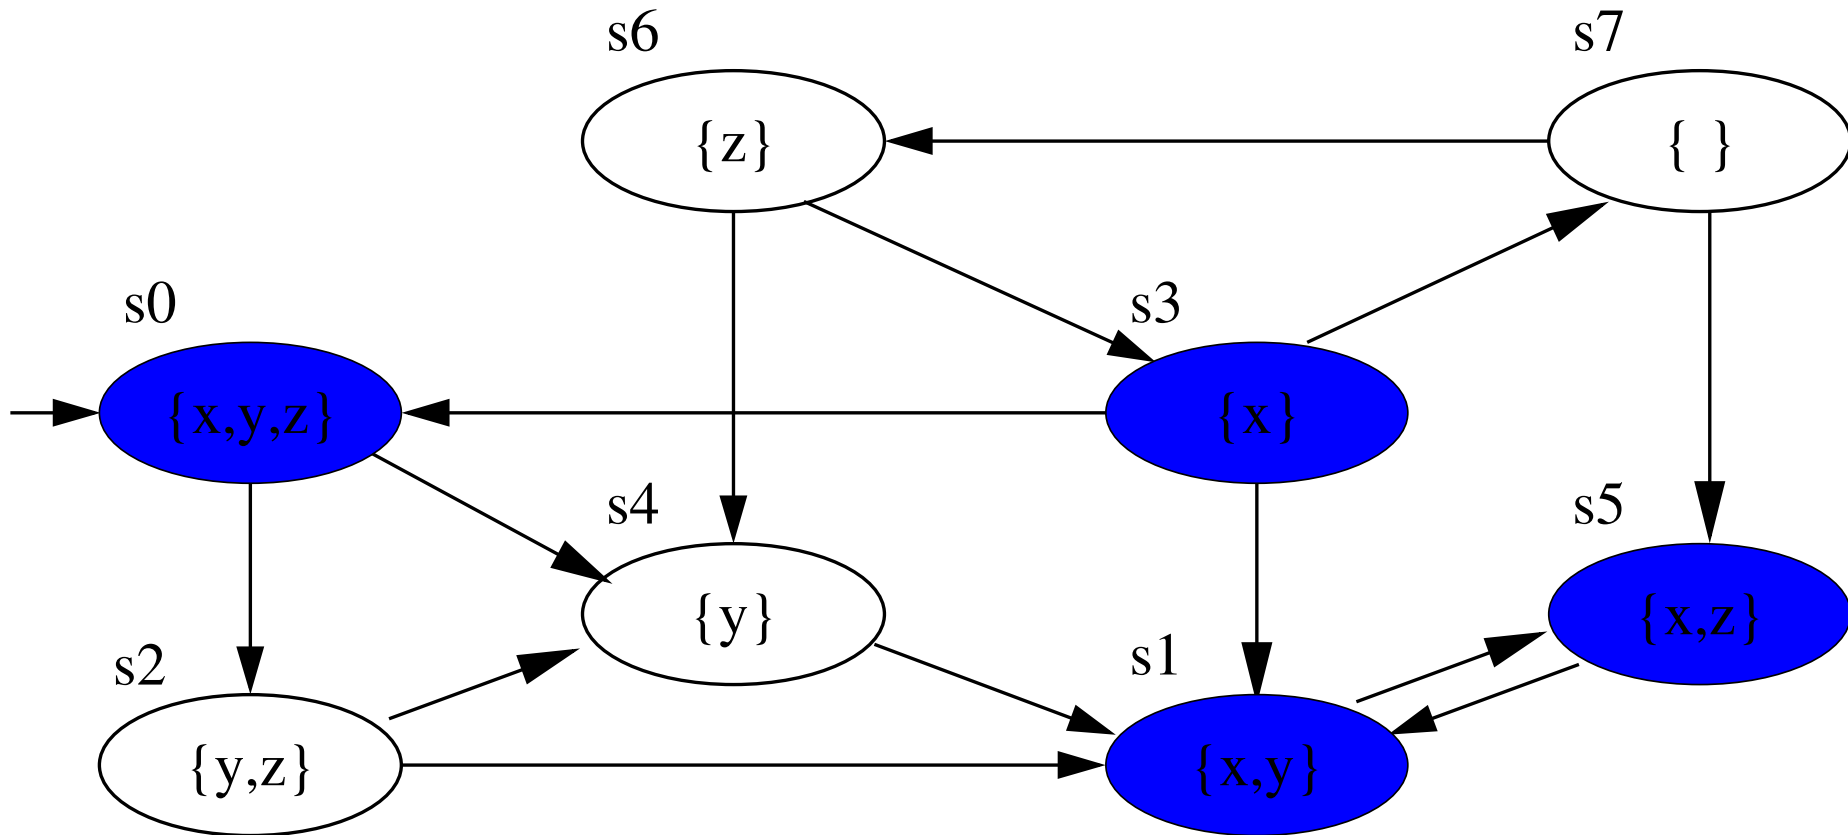 s6
s7
{z}
{ }
s0
s3
{x,y,z}
{x}
s4
s5
{y}
{x,z}
s2
s1
{y,z}
{x,y}